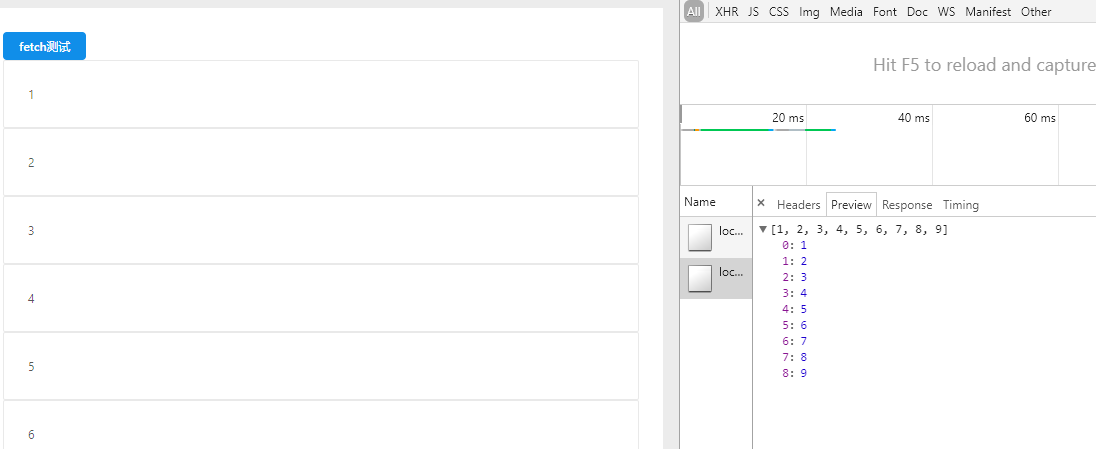 fetch测试
1
2
3
4
5
6
All XHR JS CSS Img Media Font Doc WS Manifest Other
Hit F5 to reload and capture
20 ms 40 ms 60 ms
Name
loc...
loc...
× Headers Preview Response Timing
▼[1, 2, 3, 4, 5, 6, 7, 8, 9]
0: 1
1: 2
2: 3
3: 4
4: 5
5: 6
6: 7
7: 8
8: 9